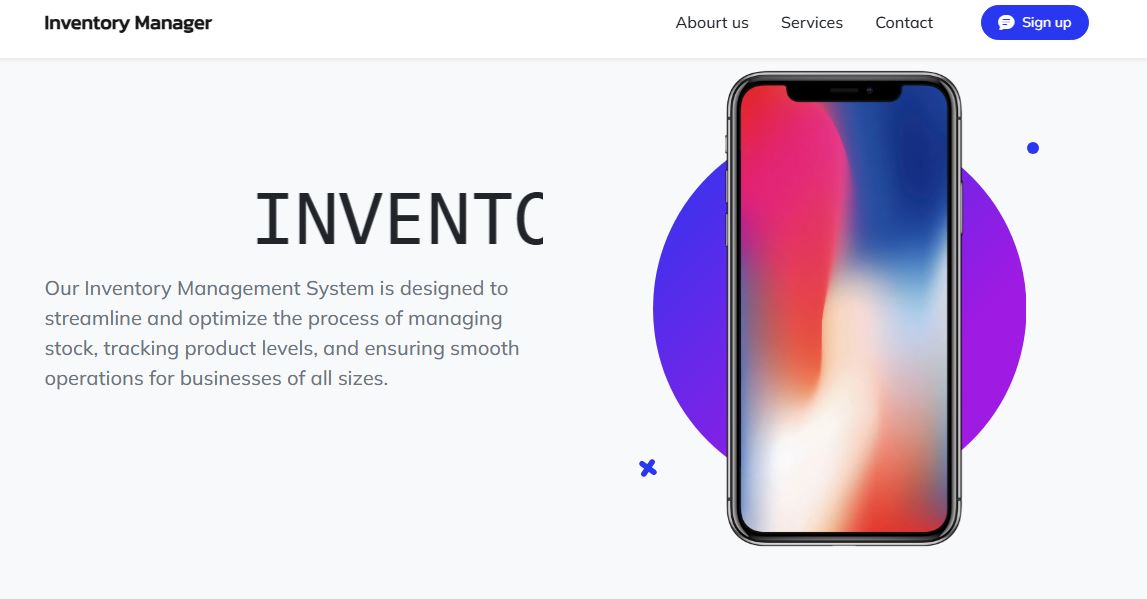 Inventory Manager
Abourt us
Services
Contact
Sign up
INVENTO
Our Inventory Management System is designed to
streamline and optimize the process of managing
stock, tracking product levels, and ensuring smooth
operations for businesses of all sizes.